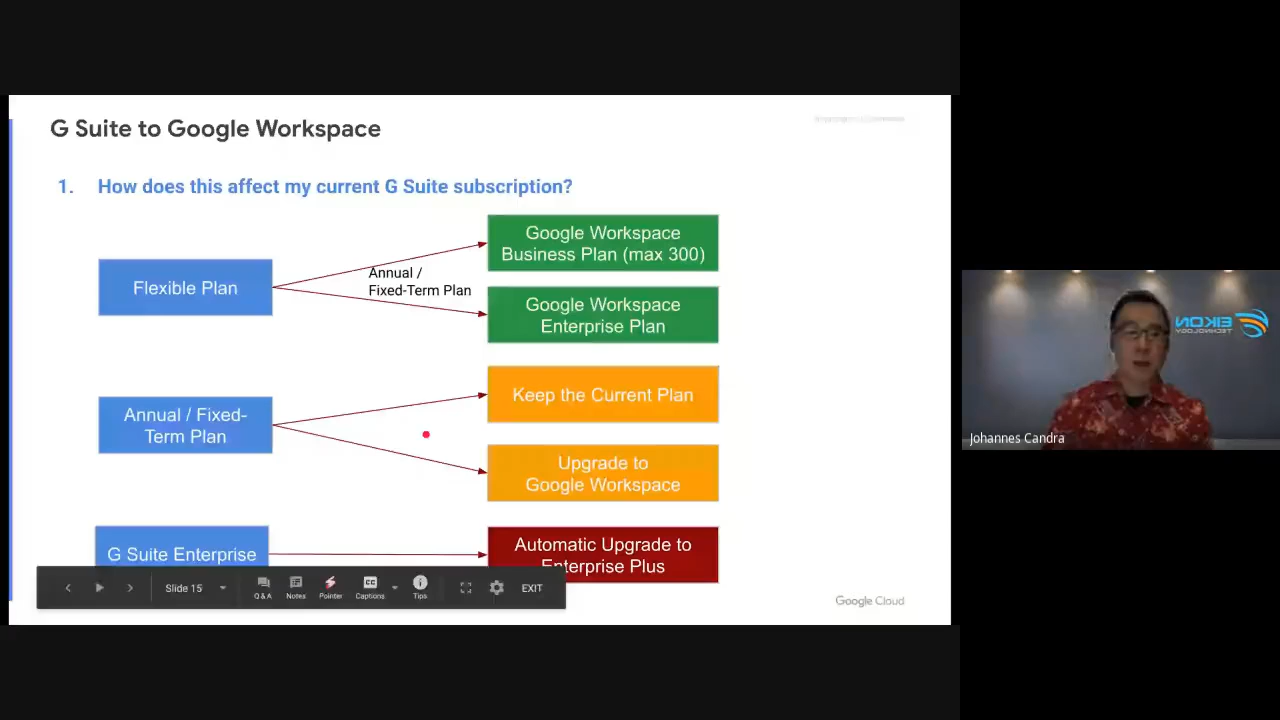 G Suite to Google Workspace
1. How does this affect my current G Suite subscription?
Flexible Plan
Annual /
Fixed-Term Plan
Google Workspace
Business Plan (max 300)
Google Workspace
Enterprise Plan
Annual / Fixed-
Term Plan
Keep the Current Plan
Upgrade to
Google Workspace
G Suite Enterprise
Automatic Upgrade to
Enterprise Plus
Slide 15
Q & A
Notes
Pointer
CC
Captions
Tips
EXIT
Google Cloud
EIKON
TECHNOLOGY
Johannes Candra